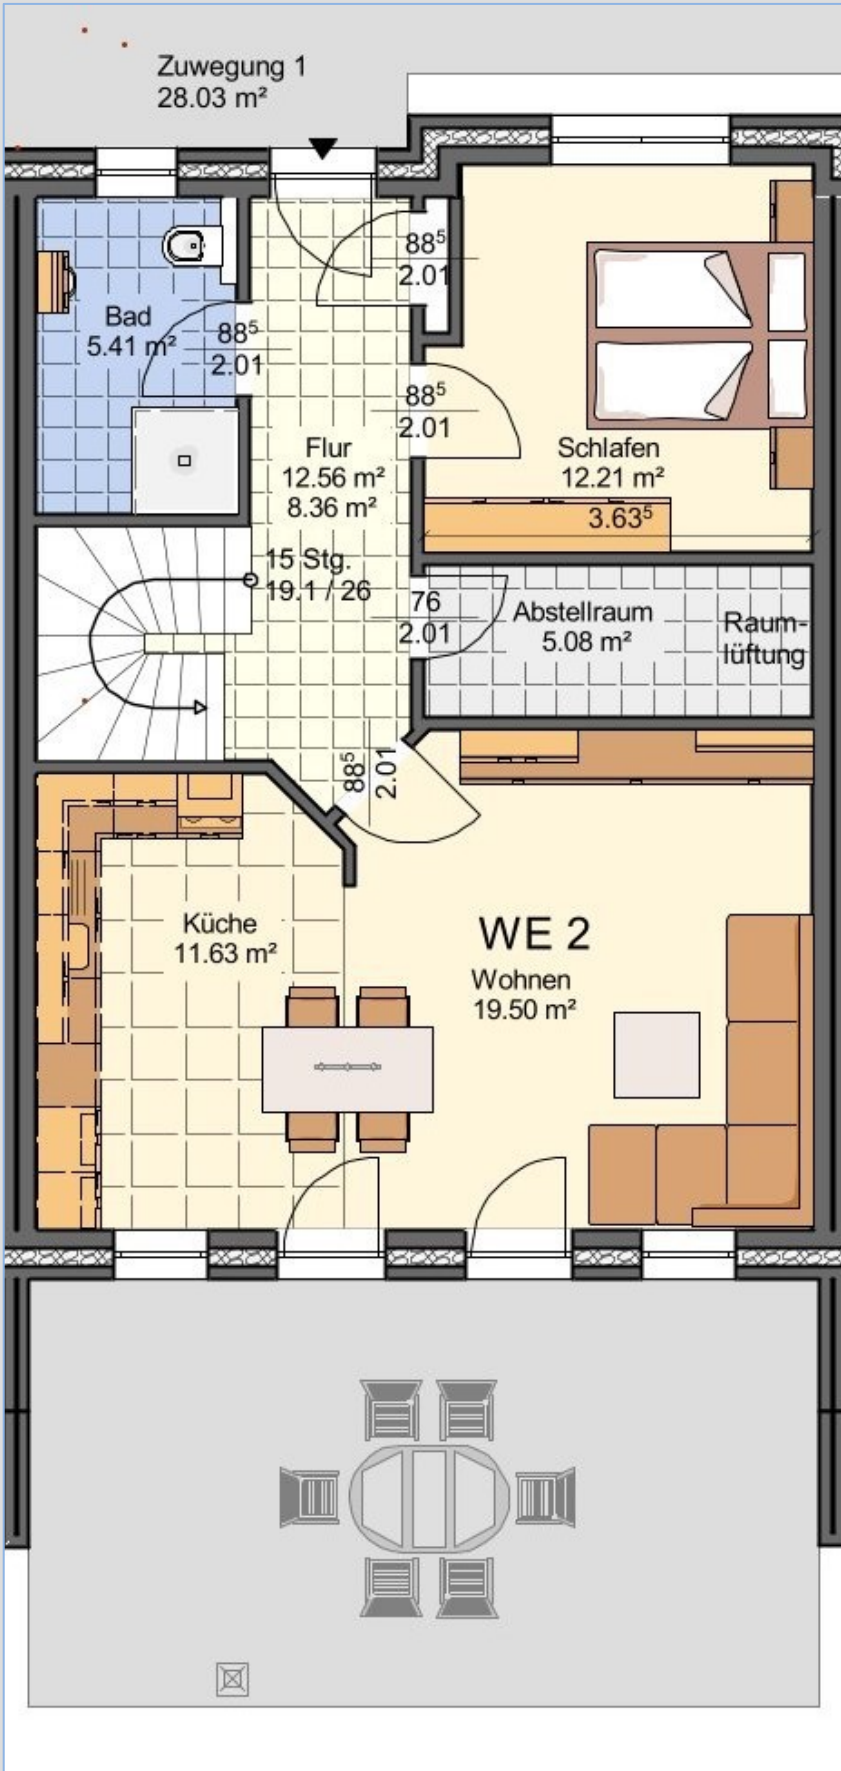 Zuwegung 1
28.03 m²
88⁵
2.01
Bad
5.41 m²
88⁵
2.01
88⁵
2.01
Flur
12.56 m²
8.36 m²
Schlafen
12.21 m²
3.63⁵
15 Stg.
19.1 / 26
76
2.01
Abstellraum
5.08 m²
Raum-
lüftung
88⁵
2.01
Küche
11.63 m²
WE 2
Wohnen
19.50 m²